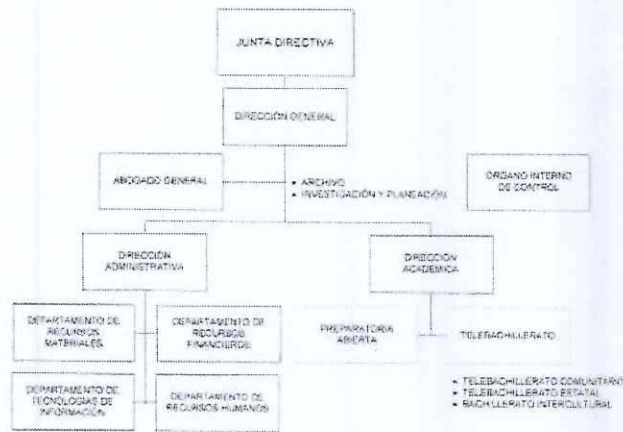 JUNTA DIRECTIVA
DIRECCIÓN GENERAL
ABOGADO GENERAL
• ARCHIVO
• INVESTIGACIÓN Y PLANEACIÓN
ÓRGANO INTERNO
DE CONTROL
DIRECCIÓN
ADMINISTRATIVA
DIRECCIÓN
ACADÉMICA
DEPARTAMENTO DE
RECURSOS
MATERIALES
DEPARTAMENTO DE
RECURSOS
FINANCIEROS
PREPARATORIA
ABIERTA
TELEBACHILLERATO
DEPARTAMENTO DE
TECNOLOGÍAS DE
INFORMACIÓN
DEPARTAMENTO DE
RECURSOS HUMANOS
• TELEBACHILLERATO COMUNITARIO
• TELEBACHILLERATO ESTATAL
• BACHILLERATO INTERCULTURAL